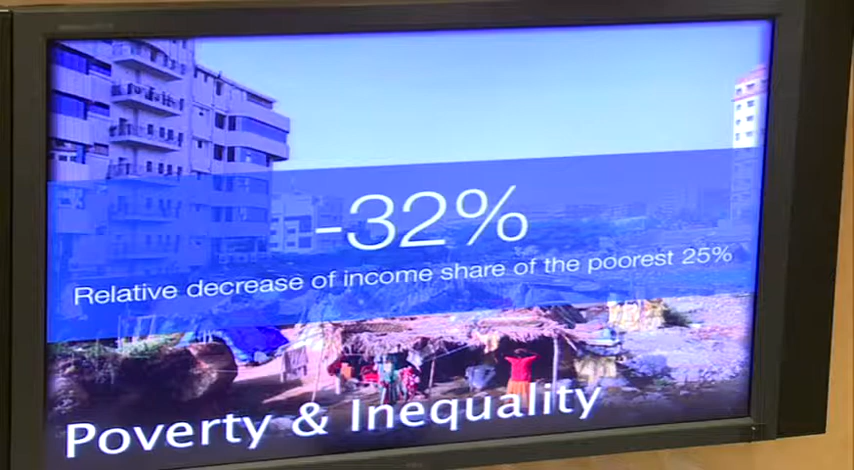 -32%
Relative decrease of income share of the poorest 25%
Poverty & Inequality